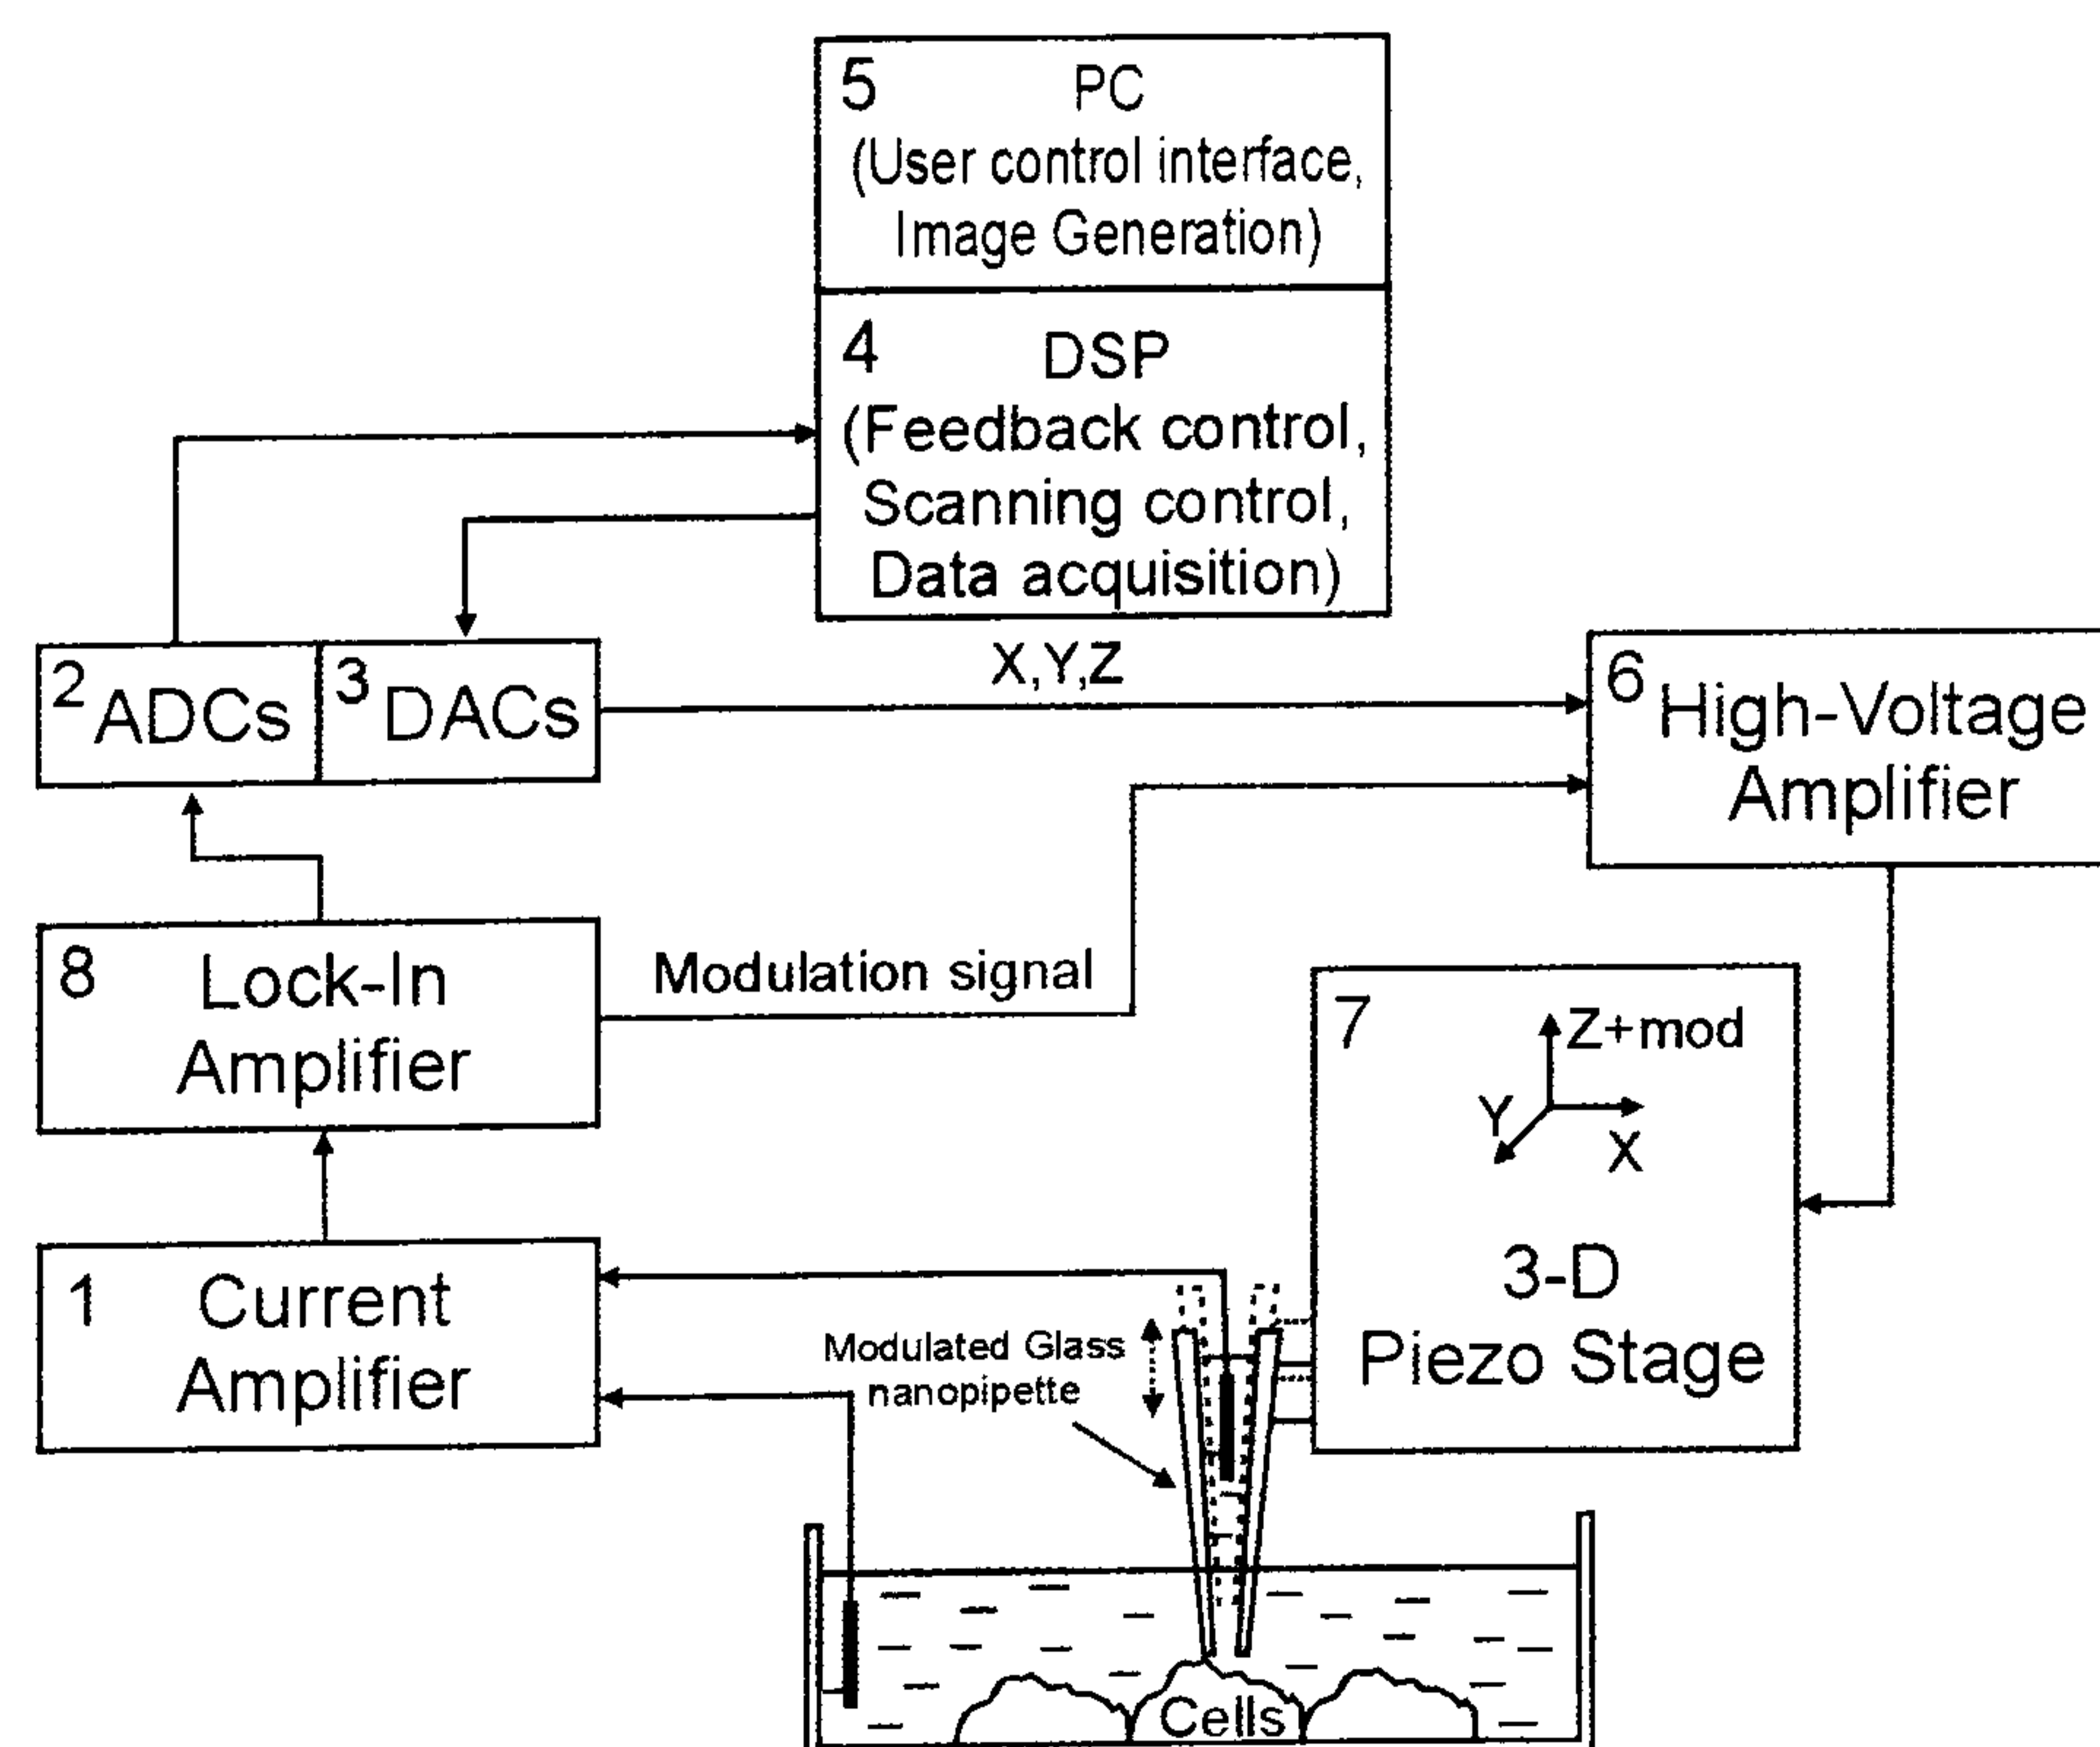 5 PC
(User control interface,
Image Generation)
4 DSP
(Feedback control,
Scanning control,
Data acquisition)
X,Y,Z
2 ADCs
3 DACs
6 High-Voltage
Amplifier
8 Lock-In
Amplifier
Modulation signal
7
Z+mod
Y
X
3-D
Piezo Stage
1 Current
Amplifier
Modulated Glass
nanopipette
Cells